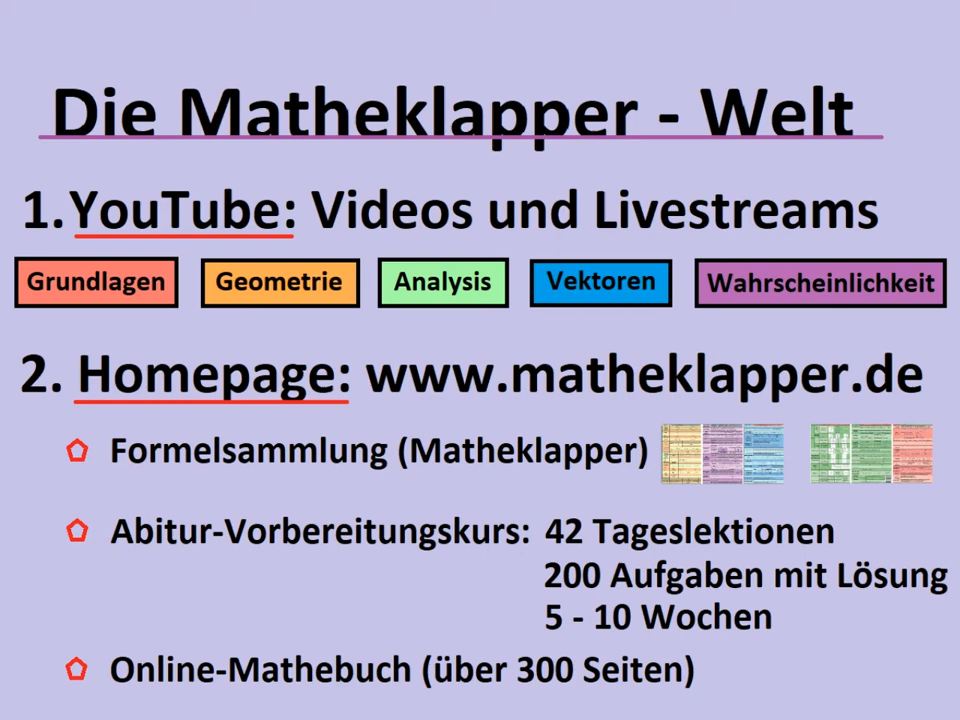 Die Matheklapper - Welt
1. YouTube: Videos und Livestreams
Grundlagen Geometrie Analysis Vektoren Wahrscheinlichkeit
2. Homepage: www.matheklapper.de
Formelsammlung (Matheklapper)
Abitur-Vorbereitungskurs: 42 Tageslektionen
200 Aufgaben mit Lösung
5 - 10 Wochen
Online-Mathebuch (über 300 Seiten)